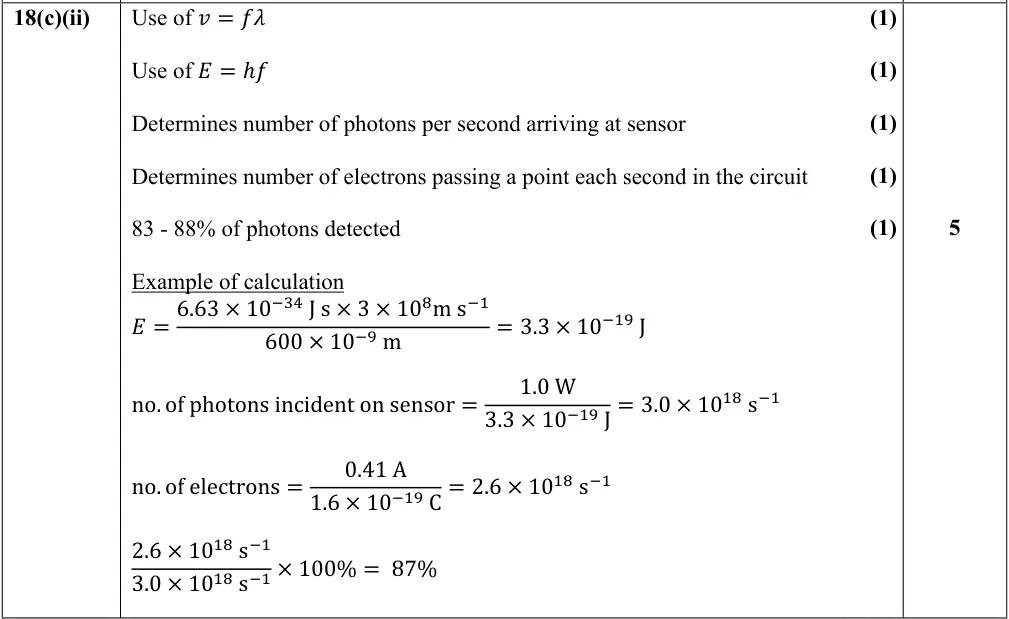 18(c)(ii) Use of 𝑣 = 𝑓𝜆 (1)
Use of 𝐸 = ℎ𝑓 (1)
Determines number of photons per second arriving at sensor (1)
Determines number of electrons passing a point each second in the circuit (1)
83 - 88% of photons detected (1) 5
Example of calculation
𝐸 = (6.63 × 10⁻³⁴ J s × 3 × 10⁸m s⁻¹)/(600 × 10⁻⁹ m) = 3.3 × 10⁻¹⁹ J
no. of photons incident on sensor = (1.0 W)/(3.3 × 10⁻¹⁹ J) = 3.0 × 10¹⁸ s⁻¹
no. of electrons = (0.41 A)/(1.6 × 10⁻¹⁹ C) = 2.6 × 10¹⁸ s⁻¹
(2.6 × 10¹⁸ s⁻¹)/(3.0 × 10¹⁸ s⁻¹) × 100% = 87%